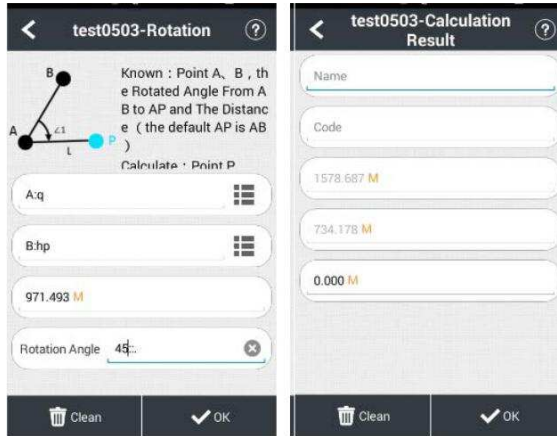 test0503-Rotation
?
B
A
∠1
L
P
Known : Point A、B , th
e Rotated Angle From A
B to AP and The Distanc
e ( the default AP is AB
)
Calculate : Point P
A:q
B:hp
971.493 M
Rotation Angle 45::.
Clean
OK
test0503-Calculation
Result
?
Name
Code
1578.687 M
734.178 M
0.000 M
Clean
OK